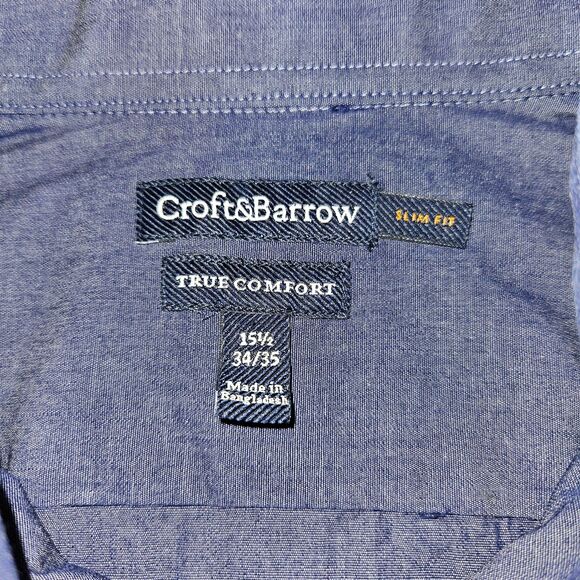 Croft&Barrow
SLIM FIT
TRUE COMFORT
15½
34/35
Made in
Bangladesh